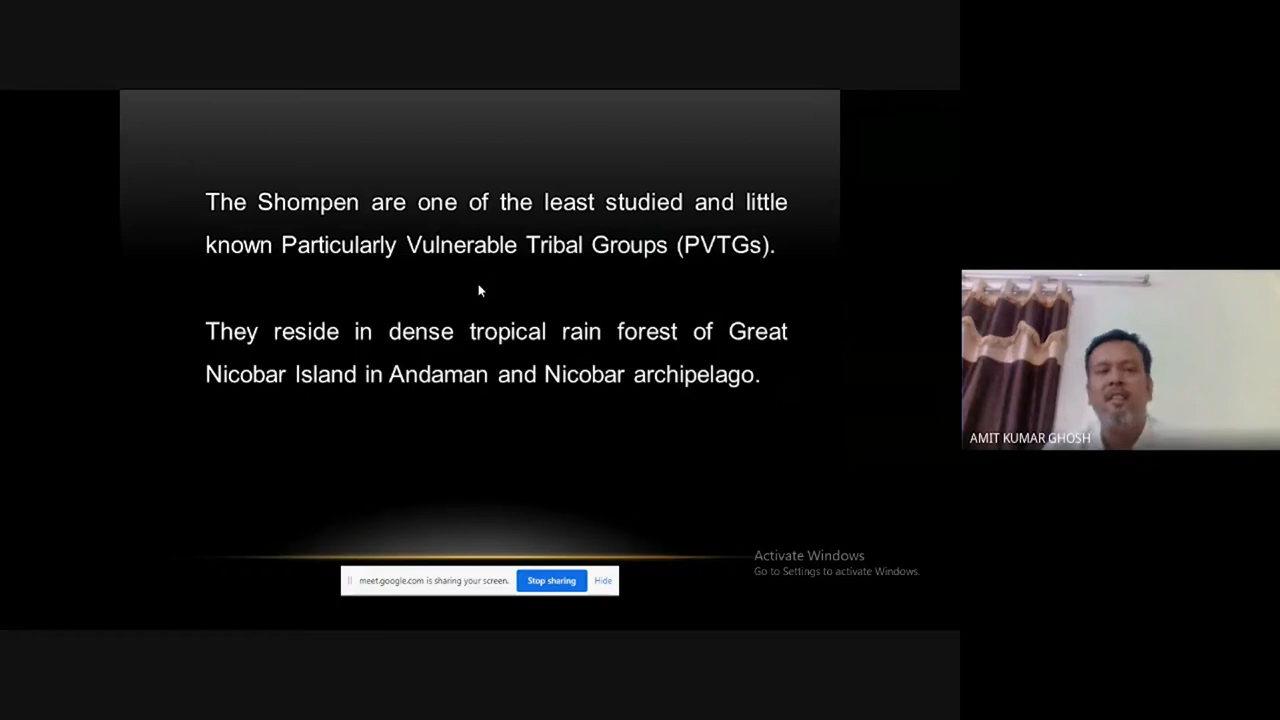 The Shompen are one of the least studied and little
known Particularly Vulnerable Tribal Groups (PVTGs).
They reside in dense tropical rain forest of Great
Nicobar Island in Andaman and Nicobar archipelago.
AMIT KUMAR GHOSH
Activate Windows
Go to Settings to activate Windows.
meet.google.com is sharing your screen. Stop sharing Hide